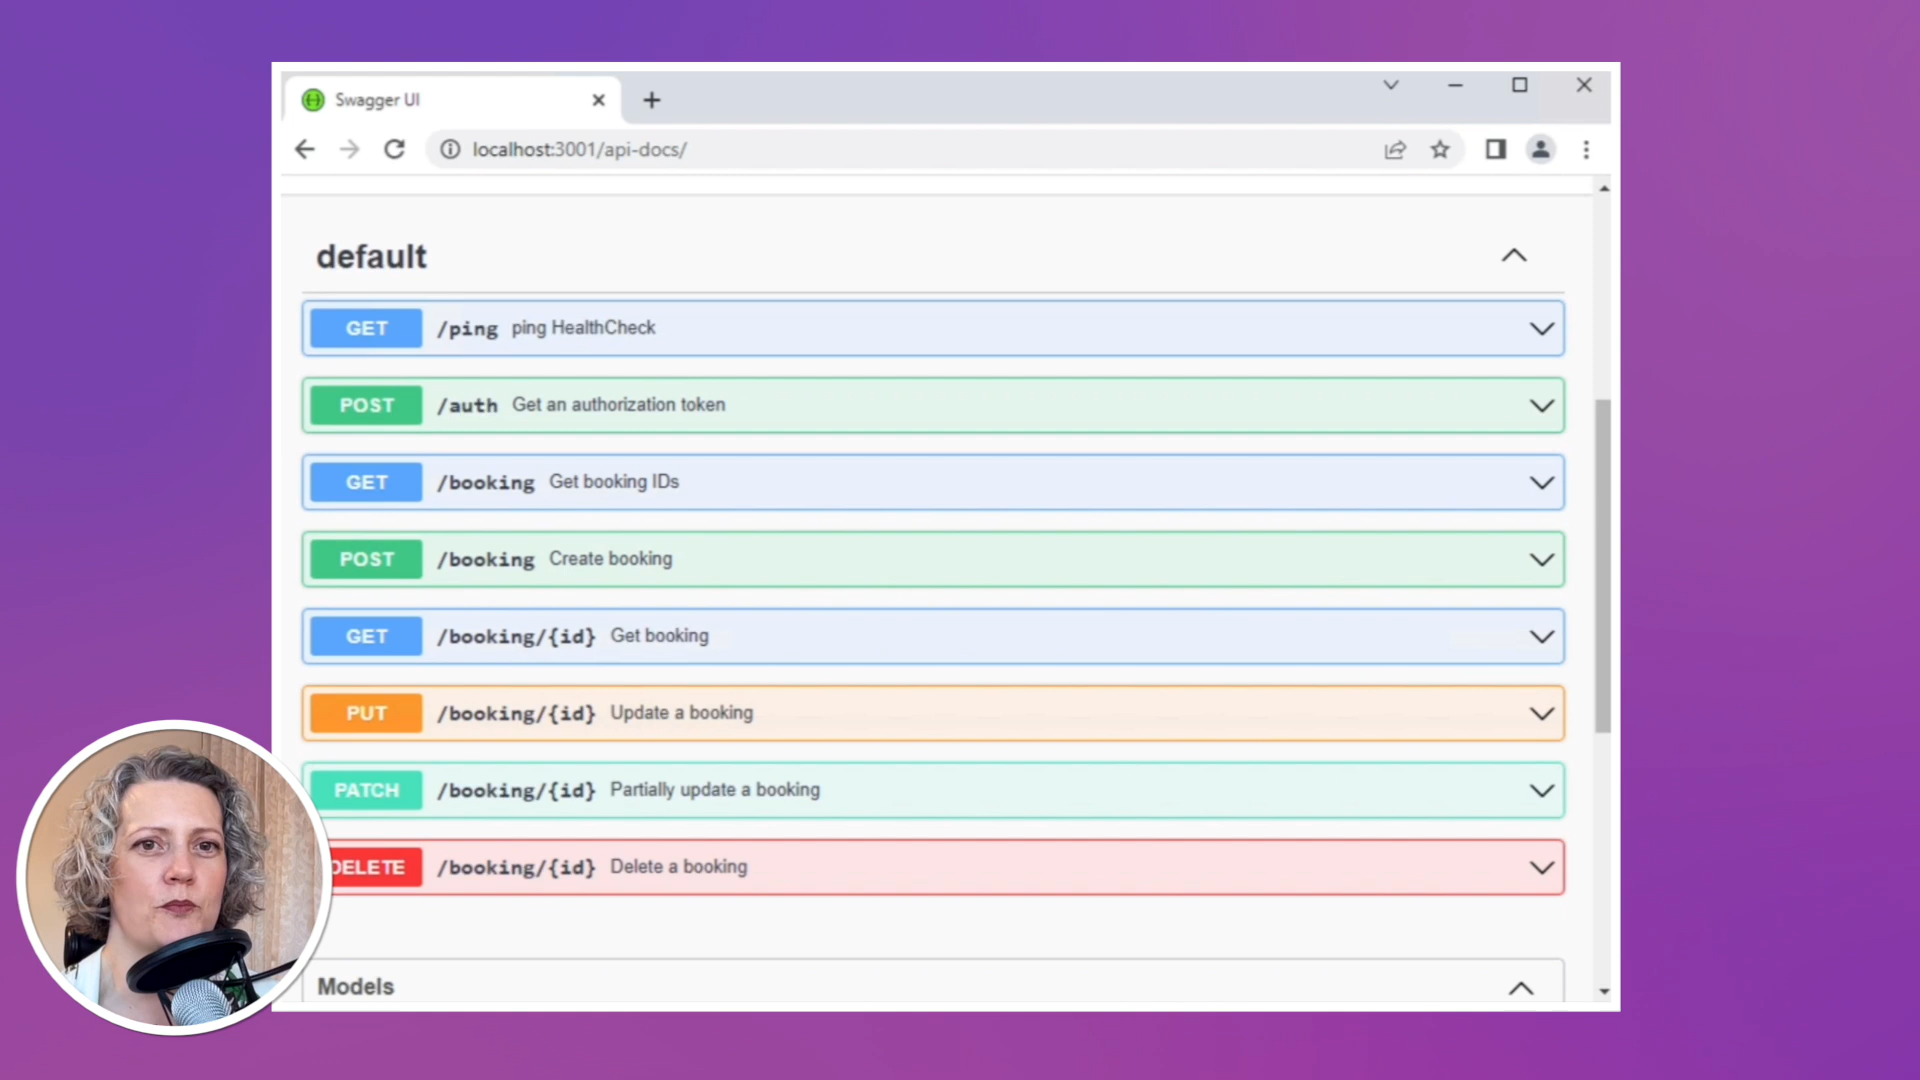 Swagger UI
localhost:3001/api-docs/
default
GET /ping ping HealthCheck
POST /auth Get an authorization token
GET /booking Get booking IDs
POST /booking Create booking
GET /booking/{id} Get booking
PUT /booking/{id} Update a booking
PATCH /booking/{id} Partially update a booking
DELETE /booking/{id} Delete a booking
Models